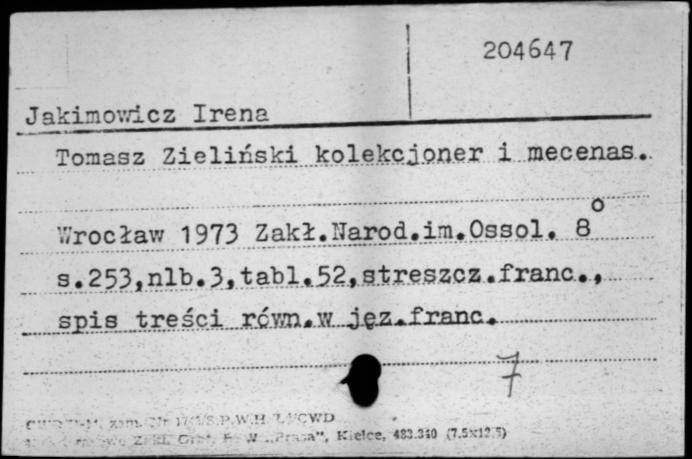 204647
Jakimowicz Irena
Tomasz Zieliński kolekcjoner i mecenas.
Wrocław 1973 Zakł.Narod.im.Ossol. 8°
s.253,nlb.3,tabl.52,streszcz.franc.,
spis treści równ.w jęz.franc.
7
Kielce, 483.340 (7.5x12.5)